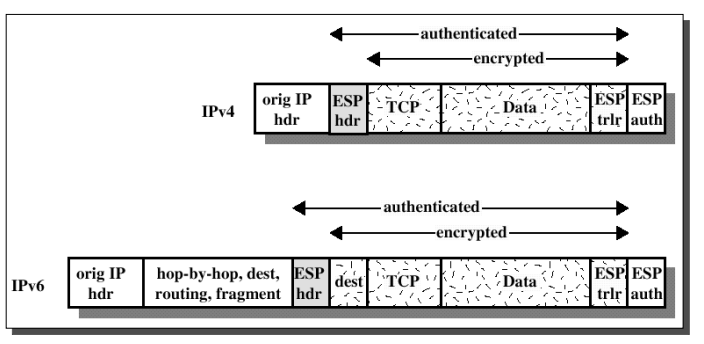 authenticated
encrypted
IPv4
orig IP hdr
ESP hdr
TCP
Data
ESP trlr
ESP auth
authenticated
encrypted
IPv6
orig IP hdr
hop-by-hop, dest,
routing, fragment
ESP hdr
dest
TCP
Data
ESP trlr
ESP auth